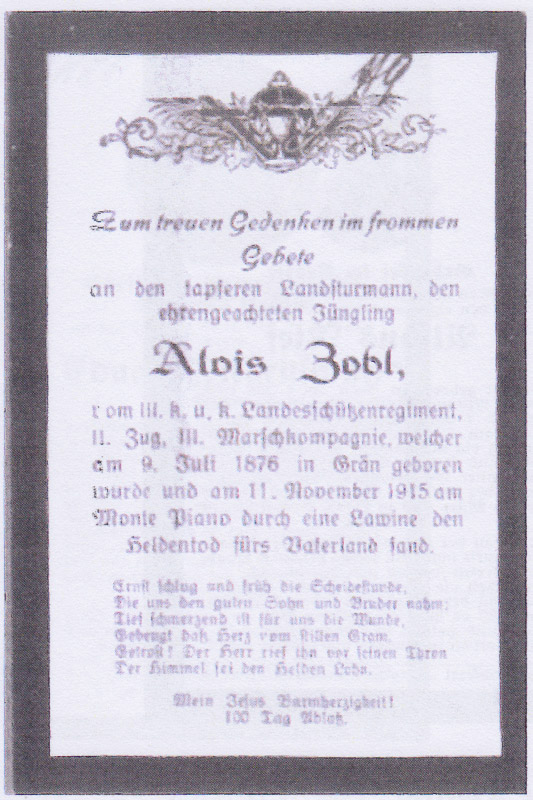 Zum treuen Gedenken im frommen
Gebete
an den tapferen Landsturmann, den
ehrengeachteten Jüngling
Alois Zobl,
vom III. k. u. k. Landesschützenregiment,
II. Zug, III. Marschkompagnie, welcher
am 9. Juli 1876 in Grän geboren
wurde und am 11. November 1915 am
Monte Piano durch eine Lawine den
Heldentod fürs Vaterland fand.
Ernst schlug und früh die Scheidestunde,
Die uns den guten Sohn und Bruder nahm;
Tief schmerzend ist für uns die Wunde,
Gebeugt das Herz vom stillen Gram.
Getrost! Der Herr rief ihn vor seinen Thron
Der Himmel sei den Helden Lohn.
Mein Jesus Barmherzigkeit!
100 Tag Ablaß.